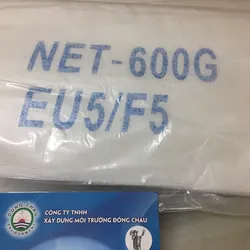 NET-600G
EU5/F5
CÔNG TY TNHH
XÂY DỰNG MÔI TRƯỜNG ĐÔNG CHÂU